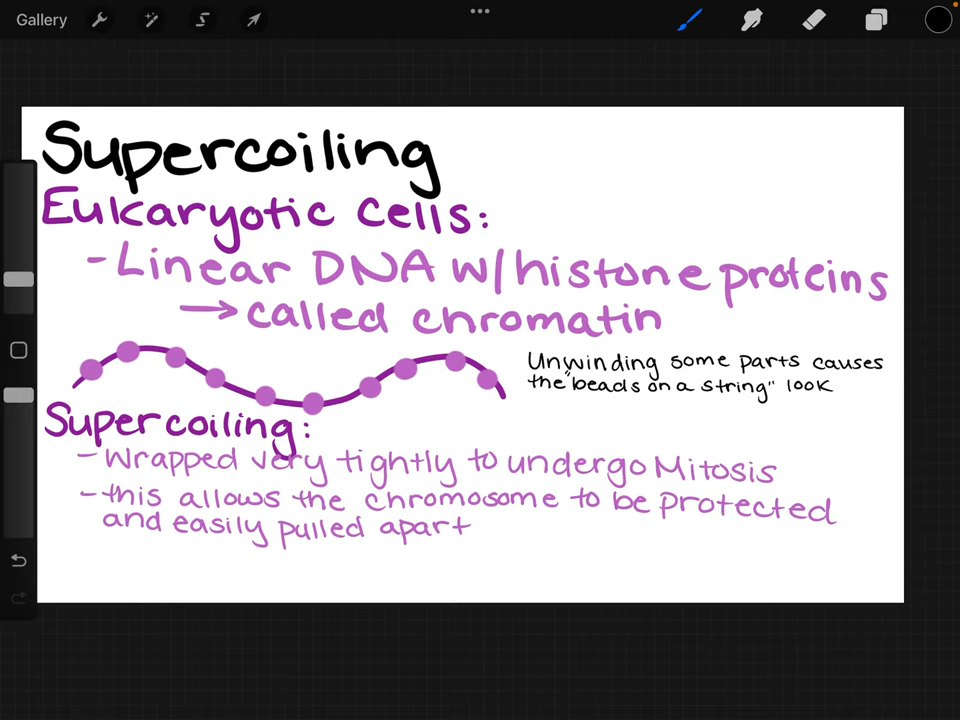 Gallery
Supercoiling
Eukaryotic Cells:
- Linear DNA w/histone proteins
→ called chromatin
Unwinding some parts causes
the "beads on a string" look
Supercoiling:
- Wrapped very tightly to undergo Mitosis
- this allows the chromosome to be protected
and easily pulled apart